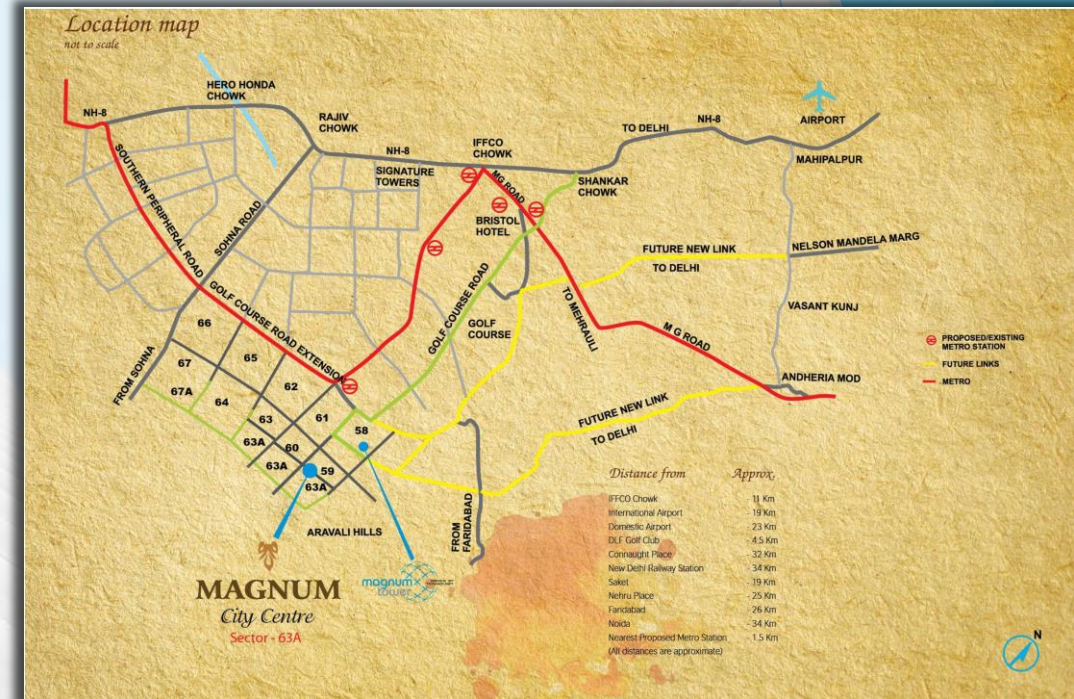 Location map
not to scale
HERO HONDA
CHOWK
NH-8
RAJIV
CHOWK
NH-8
SIGNATURE
TOWERS
IFFCO
CHOWK
MG ROAD
BRISTOL
HOTEL
SHANKAR
CHOWK
TO DELHI
NH-8
AIRPORT
MAHIPALPUR
SOUTHERN PERIPHERAL ROAD
SOHNA ROAD
GOLF COURSE ROAD EXTENSION
GOLF COURSE ROAD
GOLF
COURSE
TO MEHRAULI
FUTURE NEW LINK
TO DELHI
NELSON MANDELA MARG
VASANT KUNJ
M G ROAD
ANDHERIA MOD
FUTURE NEW LINK
TO DELHI
PROPOSED/EXISTING
METRO STATION
FUTURE LINKS
METRO
FROM SOHNA
66
67
65
67A
64
62
63
61
63A
60
58
63A
59
63A
ARAVALI HILLS
FROM
FARIDABAD
MAGNUM
City Centre
Sector - 63A
magnum
tower
Distance from Approx.
IFFCO Chowk - 11 Km
International Airport - 19 Km
Domestic Airport - 23 Km
DLF Golf Club - 4.5 Km
Connaught Place - 32 Km
New Delhi Railway Station - 34 Km
Saket - 19 Km
Nehru Place - 25 Km
Faridabad - 26 Km
Noida - 34 Km
Nearest Proposed Metro Station - 1.5 Km
(All distances are approximate)
N